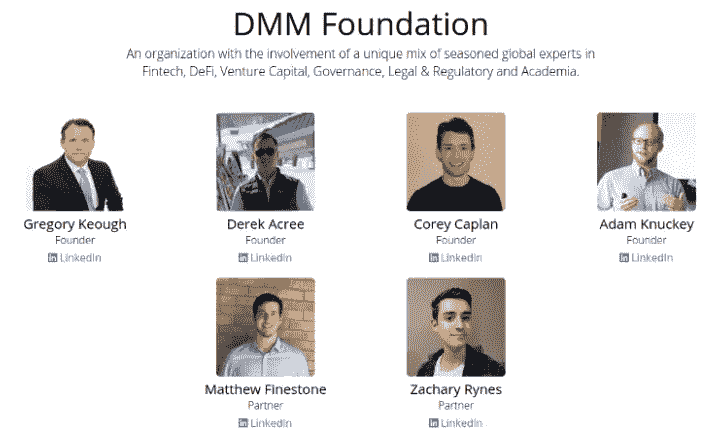 DMM Foundation
An organization with the involvement of a unique mix of seasoned global experts in
Fintech, DeFi, Venture Capital, Governance, Legal & Regulatory and Academia.
Gregory Keough
Founder
LinkedIn
Derek Acree
Founder
LinkedIn
Corey Caplan
Founder
LinkedIn
Adam Knuckey
Founder
LinkedIn
Matthew Finestone
Partner
LinkedIn
Zachary Rynes
Partner
LinkedIn